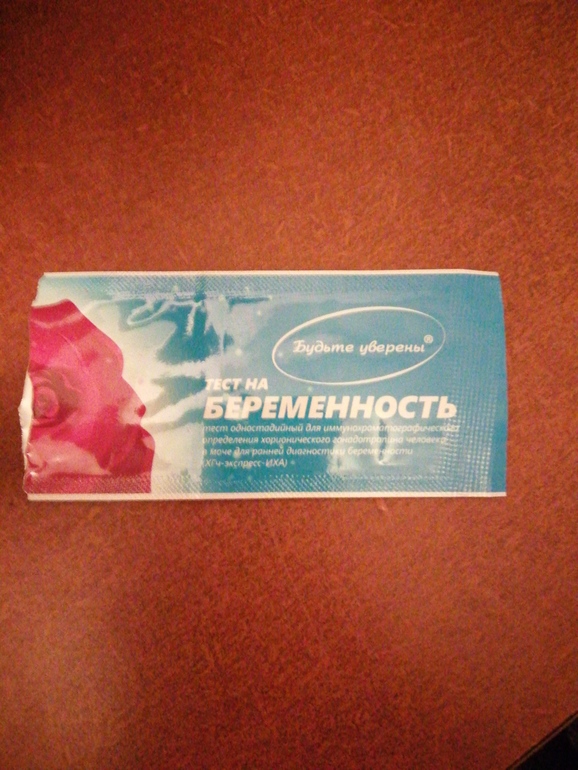 Будьте уверены®
ТЕСТ НА
БЕРЕМЕННОСТЬ
тест одностадийный для иммунохроматографического
определения хорионического гонадотропина человека
в моче для ранней диагностики беременности
(ХГч-экспресс-ИХА)